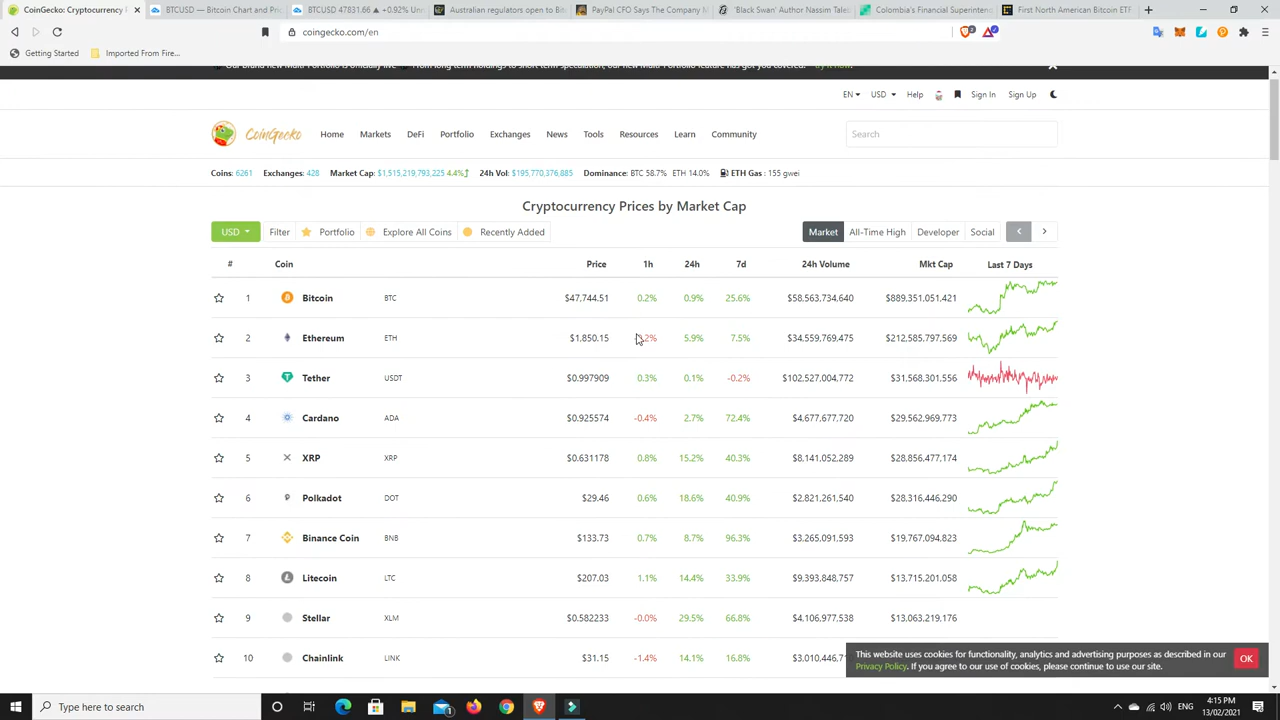 CoinGecko: Cryptocurrency P
BTCUSD — Bitcoin Chart and Pri
BTCUSD 47831.66 ▲ +0.92% Un
Australian regulators open to Bi
PayPal CFO Says The Company
'Black Swan' Author Nassim Tale
Colombia's Financial Superinten
First North American Bitcoin ETF
coingecko.com/en
Getting Started
Imported From Fire...
EN
USD
Help
Sign In
Sign Up
CoinGecko
Home
Markets
DeFi
Portfolio
Exchanges
News
Tools
Resources
Learn
Community
Search
Coins: 6261 Exchanges: 428 Market Cap: $1,515,219,793,225 4.4% 24h Vol: $195,770,376,885 Dominance: BTC 58.7% ETH 14.0% ETH Gas : 155 gwei
Cryptocurrency Prices by Market Cap
USD Filter Portfolio Explore All Coins Recently Added Market All-Time High Developer Social
# Coin Price 1h 24h 7d 24h Volume Mkt Cap Last 7 Days
1 Bitcoin BTC $47,744.51 0.2% 0.9% 25.6% $58,563,734,640 $889,351,051,421
2 Ethereum ETH $1,850.15 5.9% 7.5% $34,559,769,475 $212,585,797,569
3 Tether USDT $0.997909 0.3% 0.1% -0.2% $102,527,004,772 $31,568,301,556
4 Cardano ADA $0.925574 -0.4% 2.7% 72.4% $4,677,677,720 $29,562,969,773
5 XRP XRP $0.631178 0.8% 15.2% 40.3% $8,141,052,289 $28,856,477,174
6 Polkadot DOT $29.46 0.6% 18.6% 40.9% $2,821,261,540 $28,316,446,290
7 Binance Coin BNB $133.73 0.7% 8.7% 96.3% $3,265,091,593 $19,767,094,823
8 Litecoin LTC $207.03 1.1% 14.4% 33.9% $9,393,848,757 $13,715,201,058
9 Stellar XLM $0.582233 -0.0% 29.5% 66.8% $4,106,977,538 $13,063,219,176
10 Chainlink LINK $31.15 -1.4% 14.1% 16.8% $3,010,446,7
This website uses cookies for functionality, analytics and advertising purposes as described in our
Privacy Policy. If you agree to our use of cookies, please continue to use our site.
OK
Type here to search
ENG
4:15 PM
13/02/2021